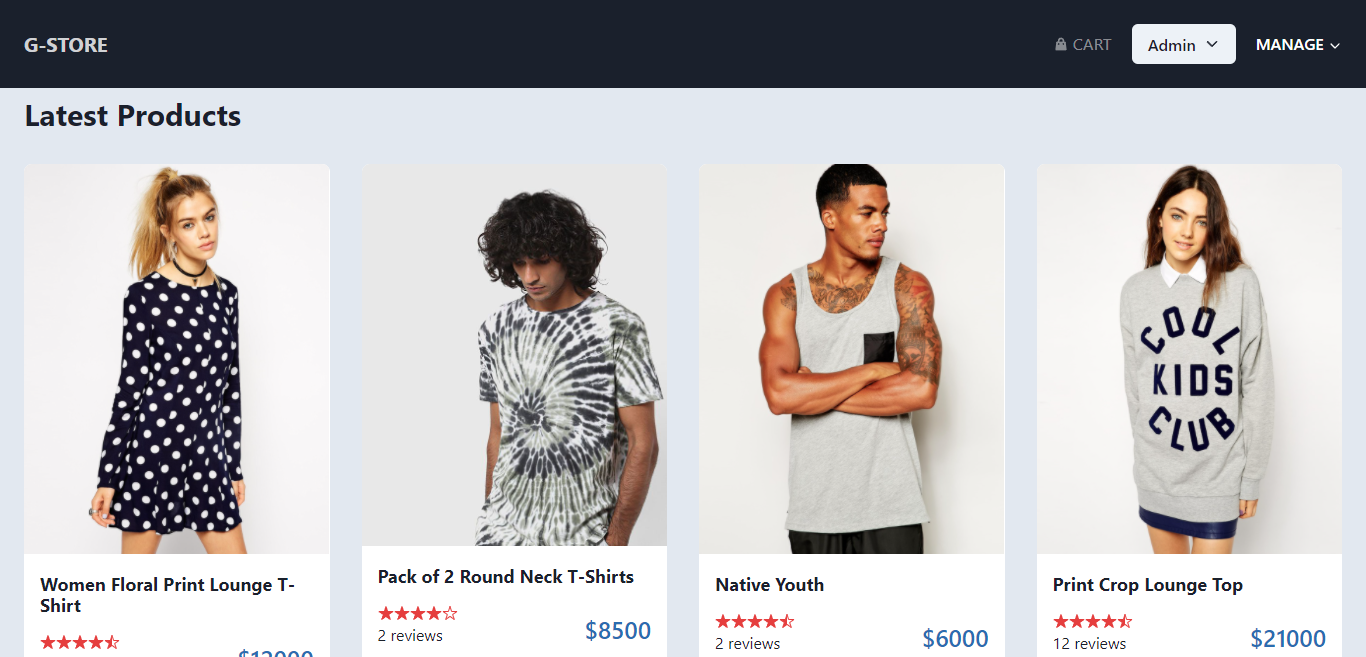 G-STORE
CART
Admin
MANAGE
Latest Products
COOL
KIDS
CLUB
Women Floral Print Lounge T-
Shirt
$12000
Pack of 2 Round Neck T-Shirts
2 reviews
$8500
Native Youth
2 reviews
$6000
Print Crop Lounge Top
12 reviews
$21000